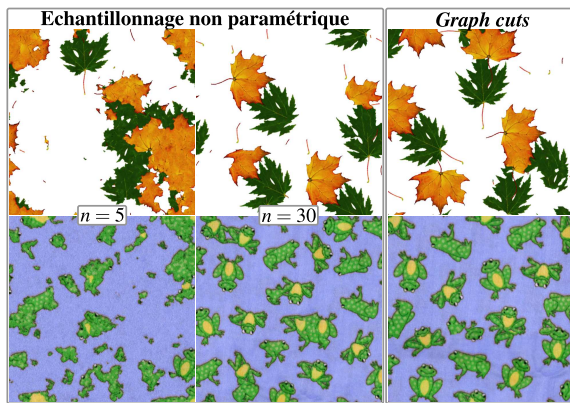 Echantillonnage non paramétrique
Graph cuts
n = 5
n = 30